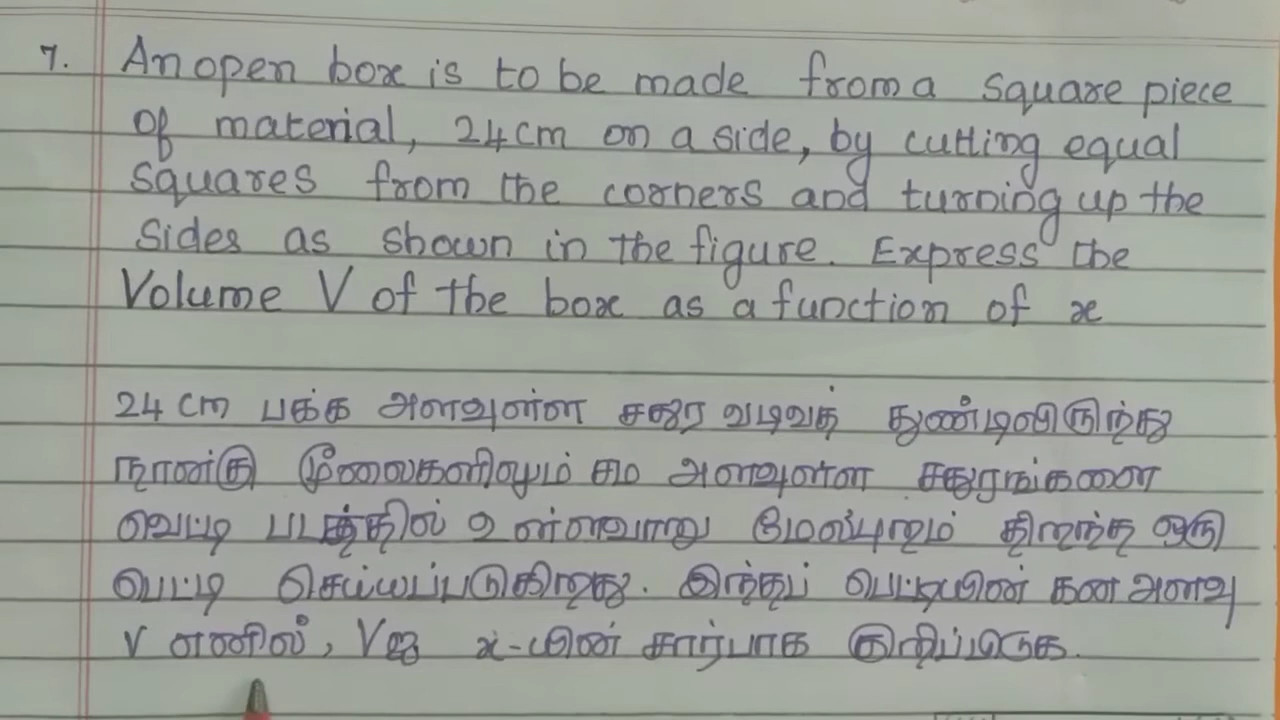 7. An open box is to be made from a square piece
of material, 24cm on a side, by cutting equal
squares from the corners and turning up the
sides as shown in the figure. Express the
Volume V of the box as a function of x
24 cm பக்க அளவுள்ள சதுர வடிவத் துண்டிலிருந்து
நான்கு மூலைகளிலும் சம அளவுள்ள சதுரங்களை
வெட்டி படத்தில் உள்ளவாறு மேல்புறம் திறந்த ஒரு
பெட்டி செய்யப்படுகிறது. இந்தப் பெட்டியின் கன அளவு
V எனில், V ஐ x-யின் சார்பாக குறிப்பிடுக.